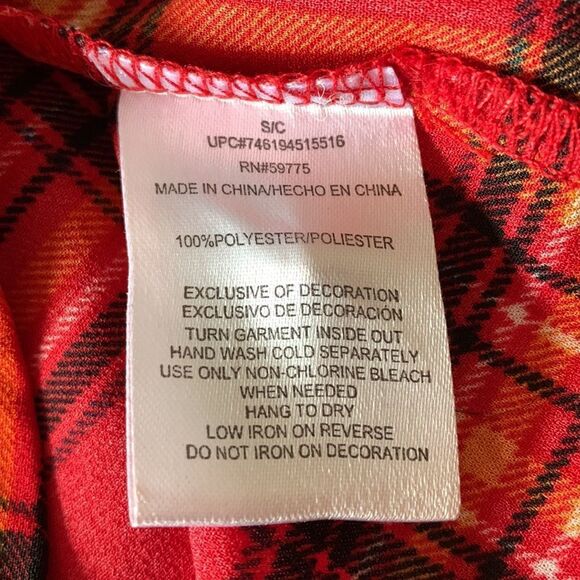 S/C
UPC#746194515516
RN#59775
MADE IN CHINA/HECHO EN CHINA
100%POLYESTER/POLIESTER
EXCLUSIVE OF DECORATION
EXCLUSIVO DE DECORACIÓN
TURN GARMENT INSIDE OUT
HAND WASH COLD SEPARATELY
USE ONLY NON-CHLORINE BLEACH
WHEN NEEDED
HANG TO DRY
LOW IRON ON REVERSE
DO NOT IRON ON DECORATION